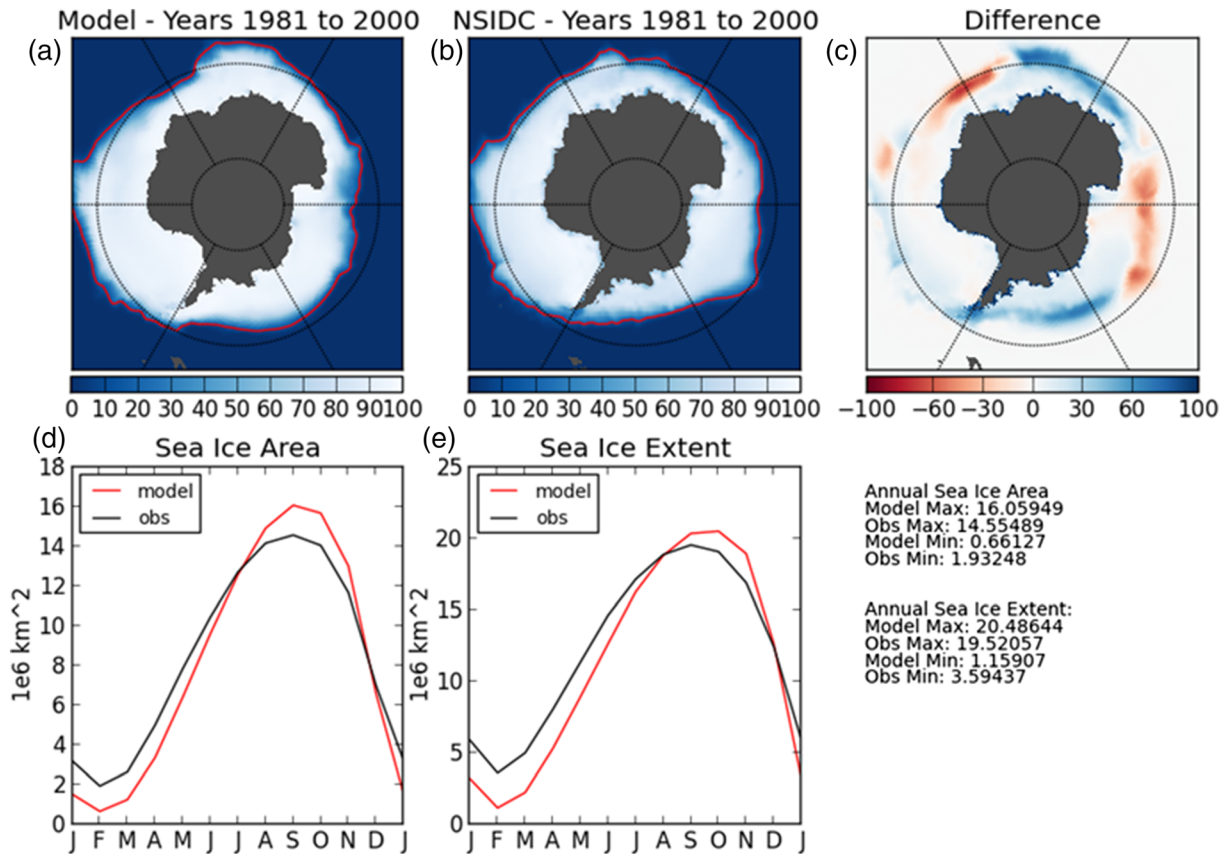 Model - Years 1981 to 2000
NSIDC - Years 1981 to 2000
Difference
(a)
(b)
(c)
0 10 20 30 40 50 60 70 80 90100
0 10 20 30 40 50 60 70 80 90100
−100 −60 −30 0 30 60 100
(d)
Sea Ice Area
18
16
14
12
10
8
6
4
2
0
1e6 km^2
model
obs
J F M A M J J A S O N D J
(e)
Sea Ice Extent
25
20
15
10
5
0
1e6 km^2
model
obs
J F M A M J J A S O N D J
Annual Sea Ice Area
Model Max: 16.05949
Obs Max: 14.55489
Model Min: 0.66127
Obs Min: 1.93248
Annual Sea Ice Extent:
Model Max: 20.48644
Obs Max: 19.52057
Model Min: 1.15907
Obs Min: 3.59437